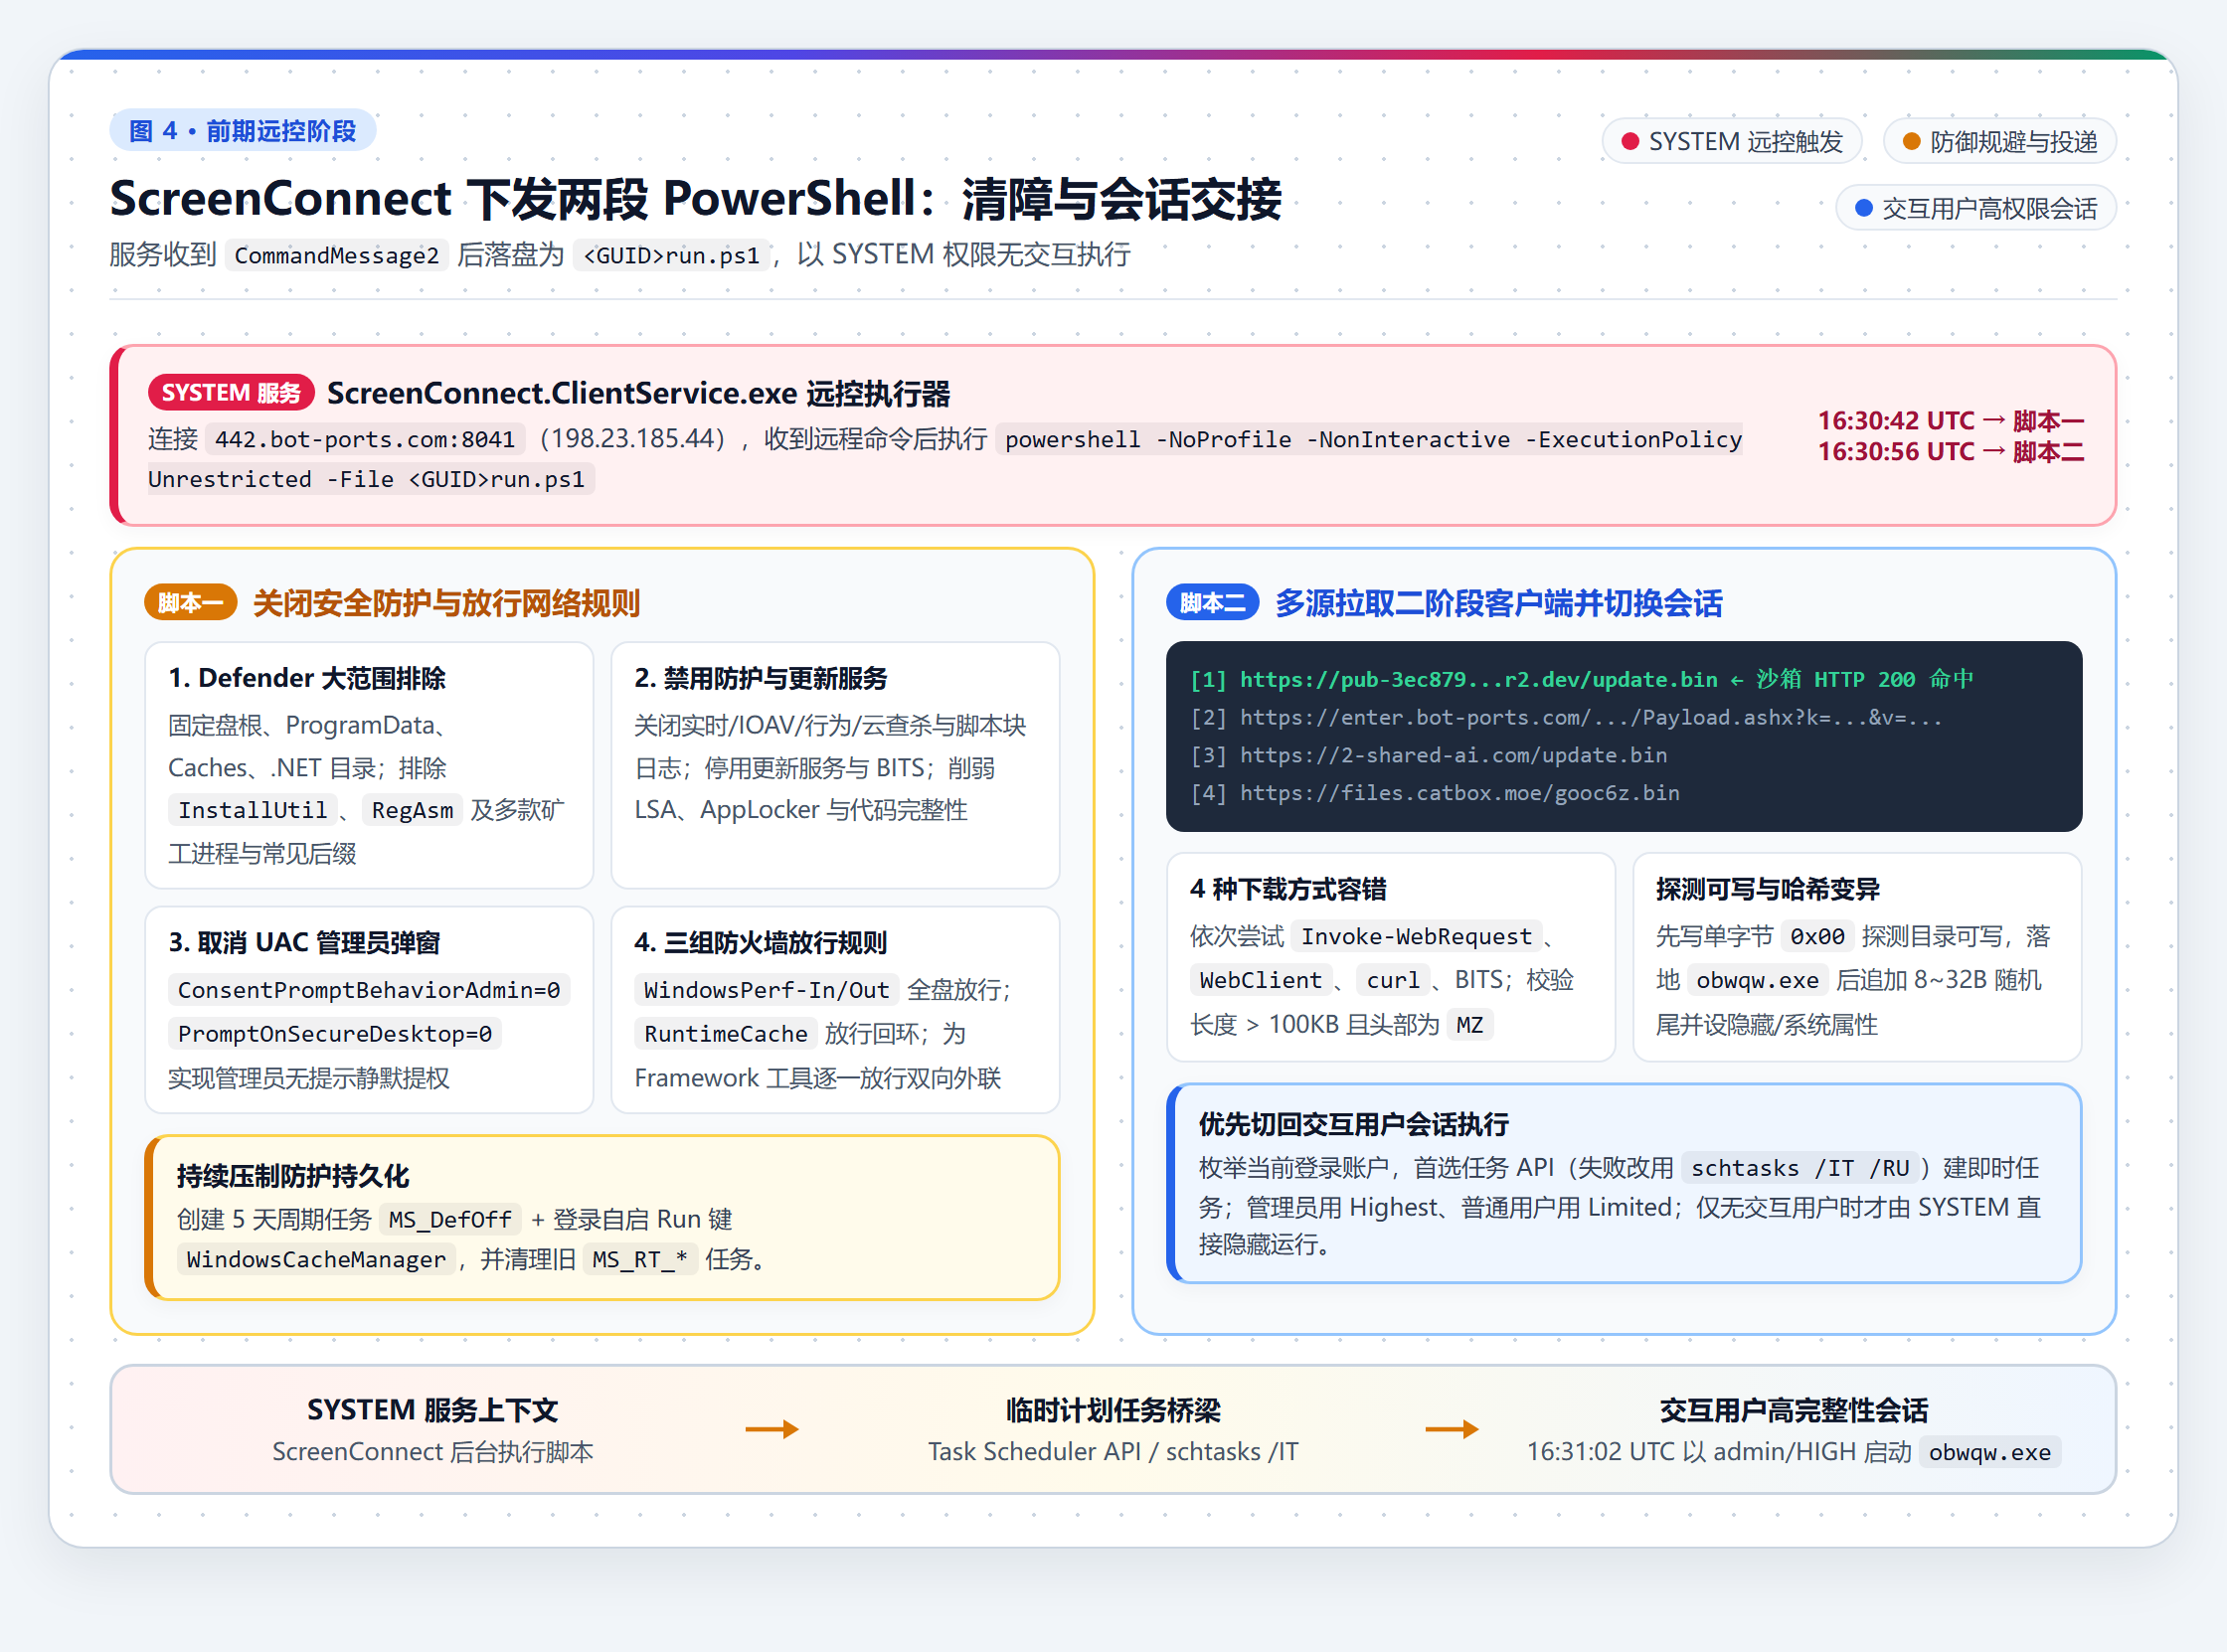 图 4 • 前期远控阶段
SYSTEM 远控触发
防御规避与投递
交互用户高权限会话
ScreenConnect 下发两段 PowerShell：清障与会话交接
服务收到 CommandMessage2 后落盘为 <GUID>run.ps1，以 SYSTEM 权限无交互执行
SYSTEM 服务 ScreenConnect.ClientService.exe 远控执行器
连接 442.bot-ports.com:8041（198.23.185.44），收到远程命令后执行 powershell -NoProfile -NonInteractive -ExecutionPolicy
Unrestricted -File <GUID>run.ps1
16:30:42 UTC → 脚本一
16:30:56 UTC → 脚本二
脚本一 关闭安全防护与放行网络规则
1. Defender 大范围排除
固定盘根、ProgramData、
Caches、.NET 目录；排除
InstallUtil、RegAsm 及多款矿
工进程与常见后缀
2. 禁用防护与更新服务
关闭实时/IOAV/行为/云查杀与脚本块
日志；停用更新服务与 BITS；削弱
LSA、AppLocker 与代码完整性
3. 取消 UAC 管理员弹窗
ConsentPromptBehaviorAdmin=0
PromptOnSecureDesktop=0
实现管理员无提示静默提权
4. 三组防火墙放行规则
WindowsPerf-In/Out 全盘放行；
RuntimeCache 放行回环；为
Framework 工具逐一放行双向外联
持续压制防护持久化
创建 5 天周期任务 MS_DefOff + 登录自启 Run 键
WindowsCacheManager，并清理旧 MS_RT_* 任务。
脚本二 多源拉取二阶段客户端并切换会话
[1] https://pub-3ec879...r2.dev/update.bin ← 沙箱 HTTP 200 命中
[2] https://enter.bot-ports.com/.../Payload.ashx?k=...&v=...
[3] https://2-shared-ai.com/update.bin
[4] https://files.catbox.moe/gooc6z.bin
4 种下载方式容错
依次尝试 Invoke-WebRequest、
WebClient、curl、BITS；校验
长度 > 100KB 且头部为 MZ
探测可写与哈希变异
先写单字节 0x00 探测目录可写，落
地 obwqw.exe 后追加 8~32B 随机
尾并设隐藏/系统属性
优先切回交互用户会话执行
枚举当前登录账户，首选任务 API（失败改用 schtasks /IT /RU）建即时任
务；管理员用 Highest、普通用户用 Limited；仅无交互用户时才由 SYSTEM 直
接隐藏运行。
SYSTEM 服务上下文
ScreenConnect 后台执行脚本
临时计划任务桥梁
Task Scheduler API / schtasks /IT
交互用户高完整性会话
16:31:02 UTC 以 admin/HIGH 启动 obwqw.exe